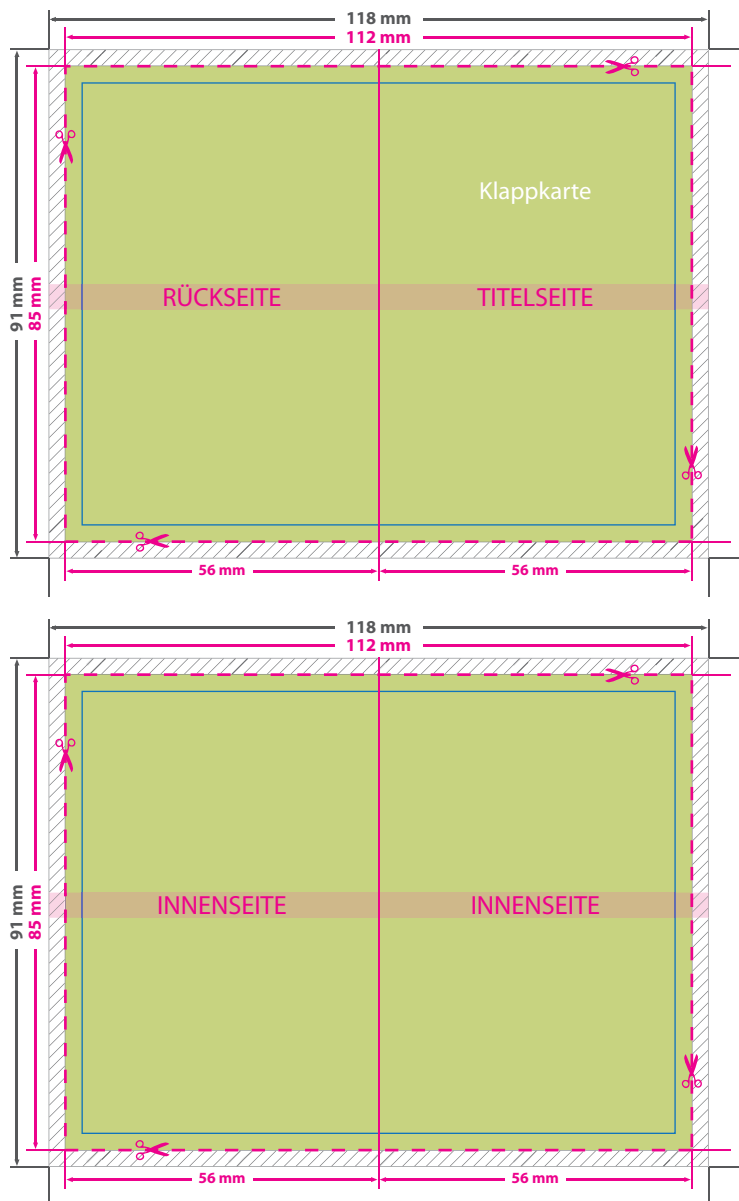 118 mm
112 mm
Klappkarte
91 mm
85 mm
RÜCKSEITE
TITELSEITE
56 mm
56 mm
118 mm
112 mm
91 mm
85 mm
INNENSEITE
INNENSEITE
56 mm
56 mm